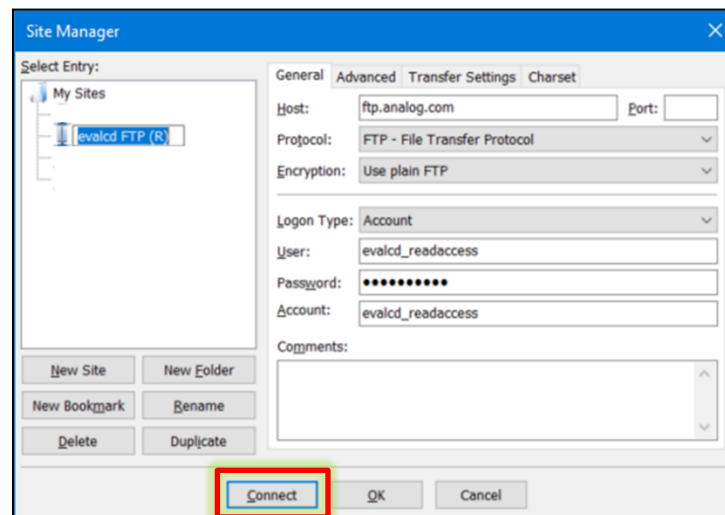 Site Manager
Select Entry:
My Sites
evalcd FTP (R)
New Site
New Folder
New Bookmark
Rename
Delete
Duplicate
General Advanced Transfer Settings Charset
Host: ftp.analog.com Port:
Protocol: FTP - File Transfer Protocol
Encryption: Use plain FTP
Logon Type: Account
User: evalcd_readaccess
Password: ●●●●●●●●●●
Account: evalcd_readaccess
Comments:
Connect OK Cancel